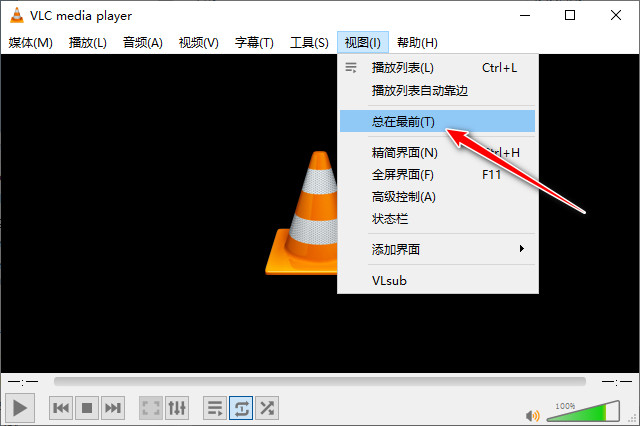 VLC media player
媒体(M) 播放(L) 音频(A) 视频(V) 字幕(T) 工具(S) 视图(I) 帮助(H)
播放列表(L) Ctrl+L
播放列表自动靠边
总在最前(T)
精简界面(N) Ctrl+H
全屏界面(F) F11
高级控制(A)
状态栏
添加界面
VLsub
--:-- --:--
100%